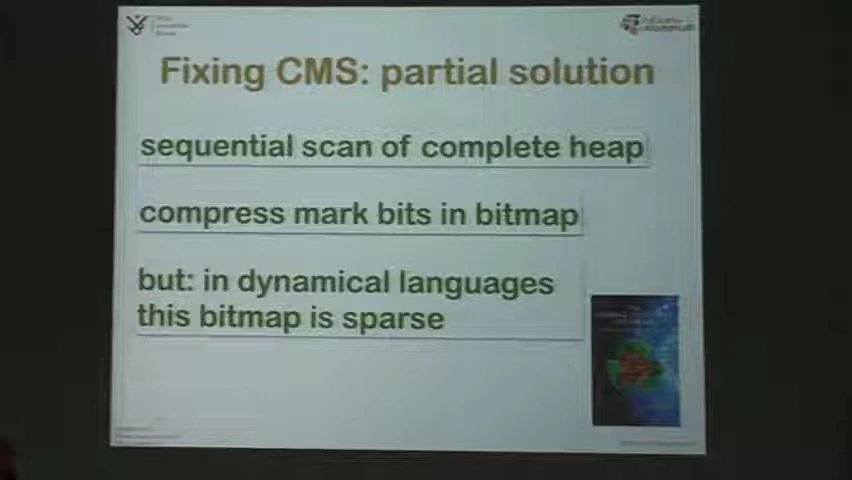 Fixing CMS: partial solution
sequential scan of complete heap
compress mark bits in bitmap
but: in dynamical languages
this bitmap is sparse